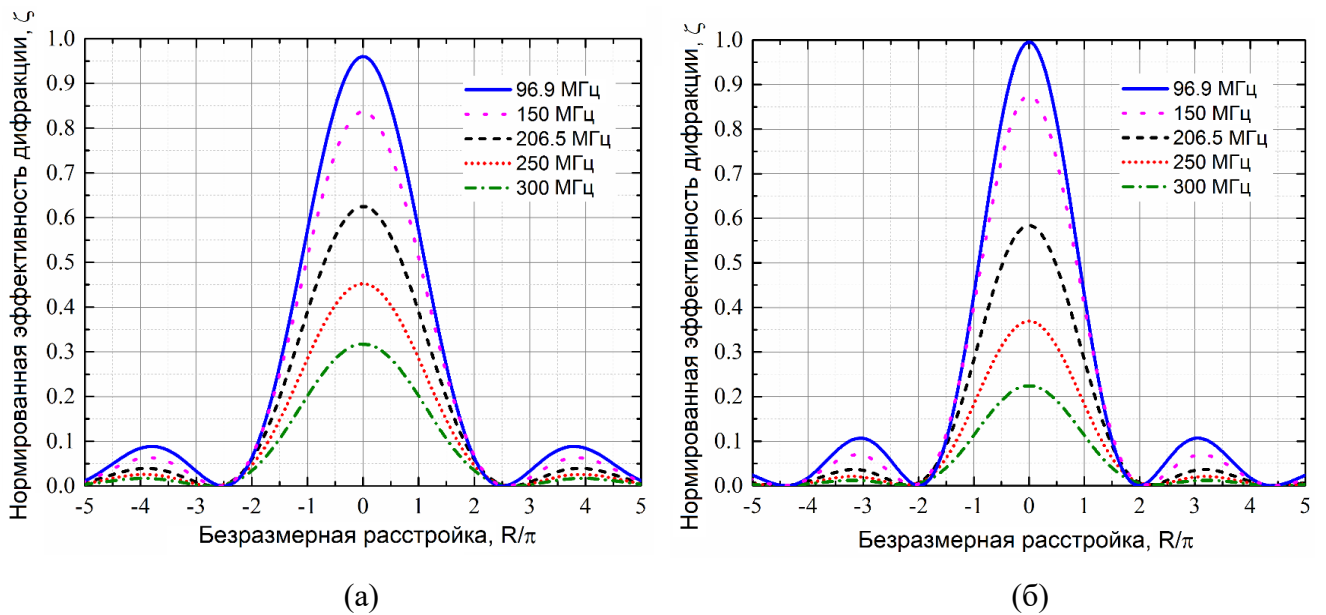 Нормированная эффективность дифракции, ζ
1.0
0.9
0.8
0.7
0.6
0.5
0.4
0.3
0.2
0.1
0.0
96.9 МГц
150 МГц
206.5 МГц
250 МГц
300 МГц
-5 -4 -3 -2 -1 0 1 2 3 4 5
Безразмерная расстройка, R/π
(а)
Нормированная эффективность дифракции, ζ
1.0
0.9
0.8
0.7
0.6
0.5
0.4
0.3
0.2
0.1
0.0
96.9 МГц
150 МГц
206.5 МГц
250 МГц
300 МГц
-5 -4 -3 -2 -1 0 1 2 3 4 5
Безразмерная расстройка, R/π
(б)